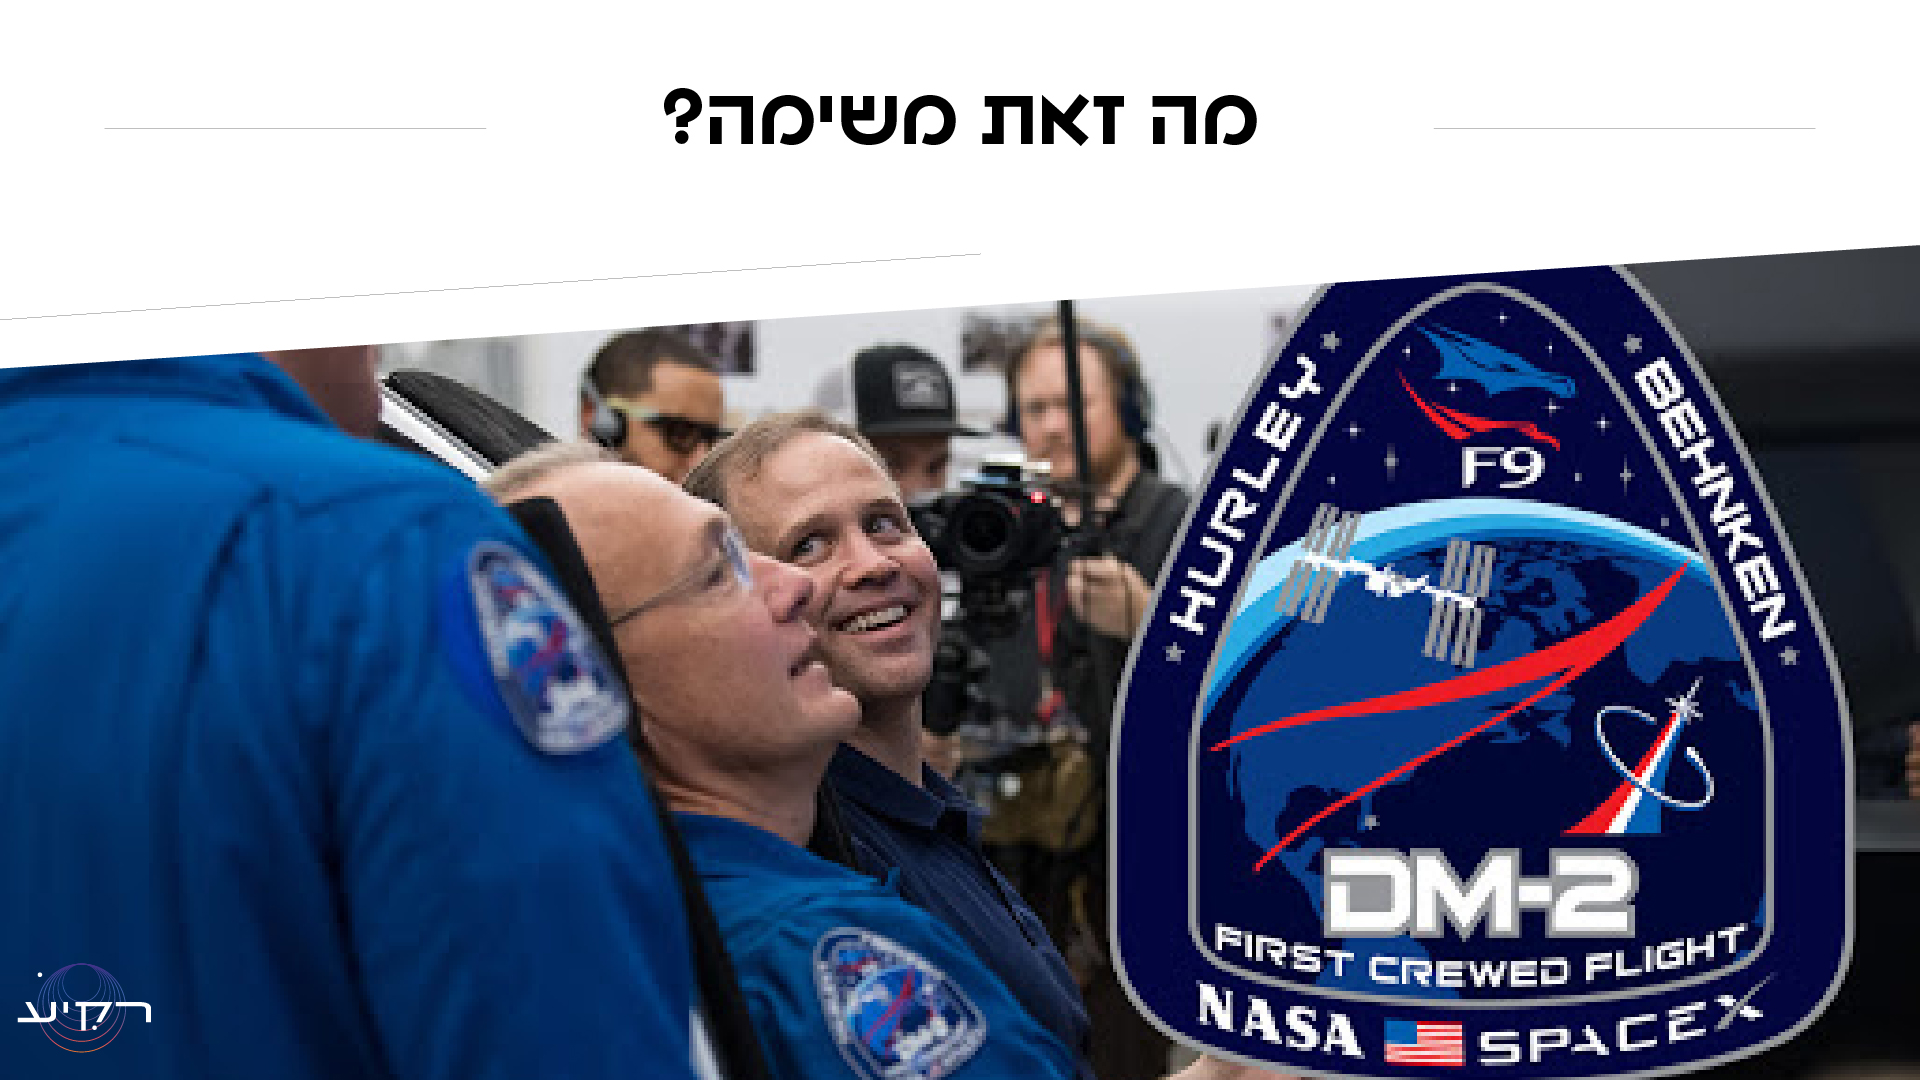 מה זאת משימה?
HURLEY
BEHNKEN
F9
DM-2
FIRST CREWED FLIGHT
NASA SPACEX
רקיע